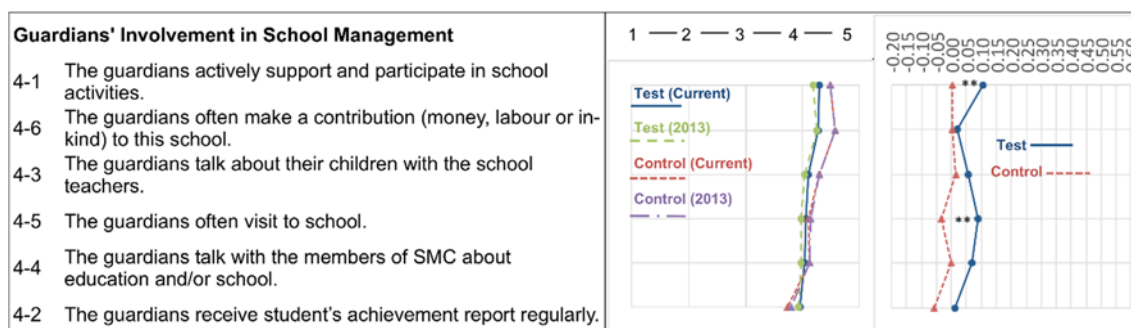 Guardians' Involvement in School Management
4-1 The guardians actively support and participate in school
activities.
4-6 The guardians often make a contribution (money, labour or in-
kind) to this school.
4-3 The guardians talk about their children with the school
teachers.
4-5 The guardians often visit to school.
4-4 The guardians talk with the members of SMC about
education and/or school.
4-2 The guardians receive student's achievement report regularly.
1 — 2 — 3 — 4 — 5
Test (Current)
Test (2013)
Control (Current)
Control (2013)
-0.20
-0.15
-0.10
-0.05
0.00
0.05
0.10
0.15
0.20
0.25
0.30
0.35
0.40
0.45
0.50
0.55
0.60
**
Test
Control
**